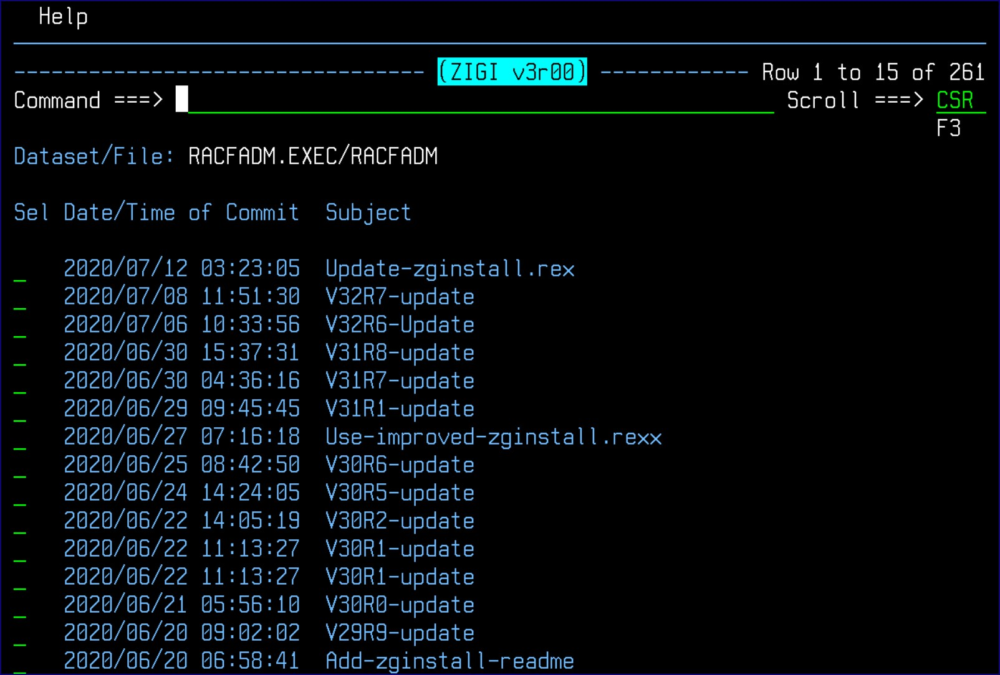 Help
--------------------------------- (ZIGI v3r00) ------------ Row 1 to 15 of 261
Command ===> Scroll ===> CSR
F3
Dataset/File: RACFADM.EXEC/RACFADM
Sel Date/Time of Commit Subject
_ 2020/07/12 03:23:05 Update-zginstall.rex
_ 2020/07/08 11:51:30 V32R7-update
_ 2020/07/06 10:33:56 V32R6-Update
_ 2020/06/30 15:37:31 V31R8-update
_ 2020/06/30 04:36:16 V31R7-update
_ 2020/06/29 09:45:45 V31R1-update
_ 2020/06/27 07:16:18 Use-improved-zginstall.rexx
_ 2020/06/25 08:42:50 V30R6-update
_ 2020/06/24 14:24:05 V30R5-update
_ 2020/06/22 14:05:19 V30R2-update
_ 2020/06/22 11:13:27 V30R1-update
_ 2020/06/22 11:13:27 V30R1-update
_ 2020/06/21 05:56:10 V30R0-update
_ 2020/06/20 09:02:02 V29R9-update
_ 2020/06/20 06:58:41 Add-zginstall-readme